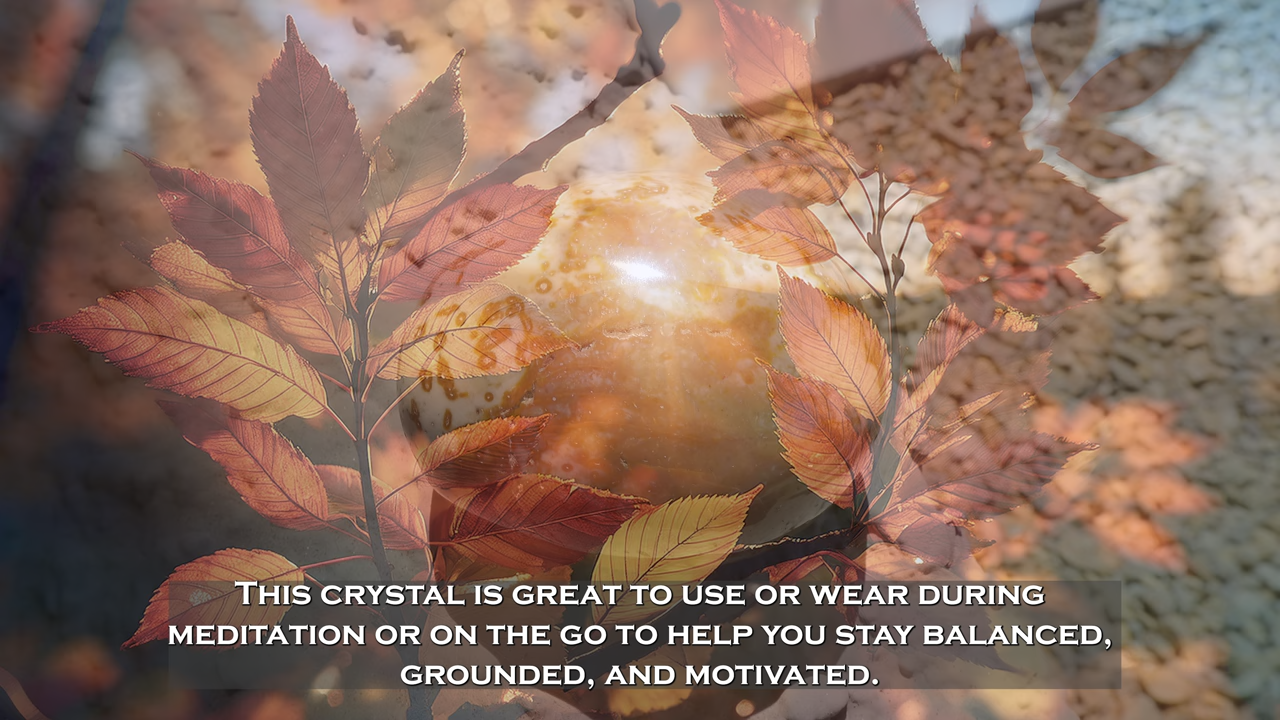 This crystal is great to use or wear during
meditation or on the go to help you stay balanced,
grounded, and motivated.